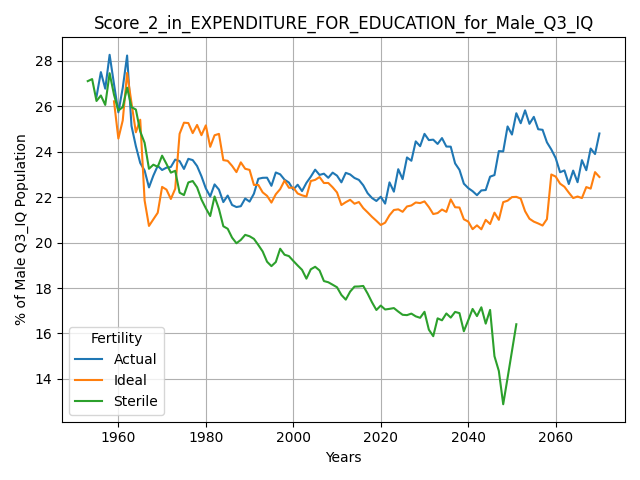 Score_2_in_EXPENDITURE_FOR_EDUCATION_for_Male_Q3_IQ
% of Male Q3_IQ Population
28
26
24
22
20
18
16
14
Fertility
Actual
Ideal
Sterile
1960
1980
2000
2020
2040
2060
Years